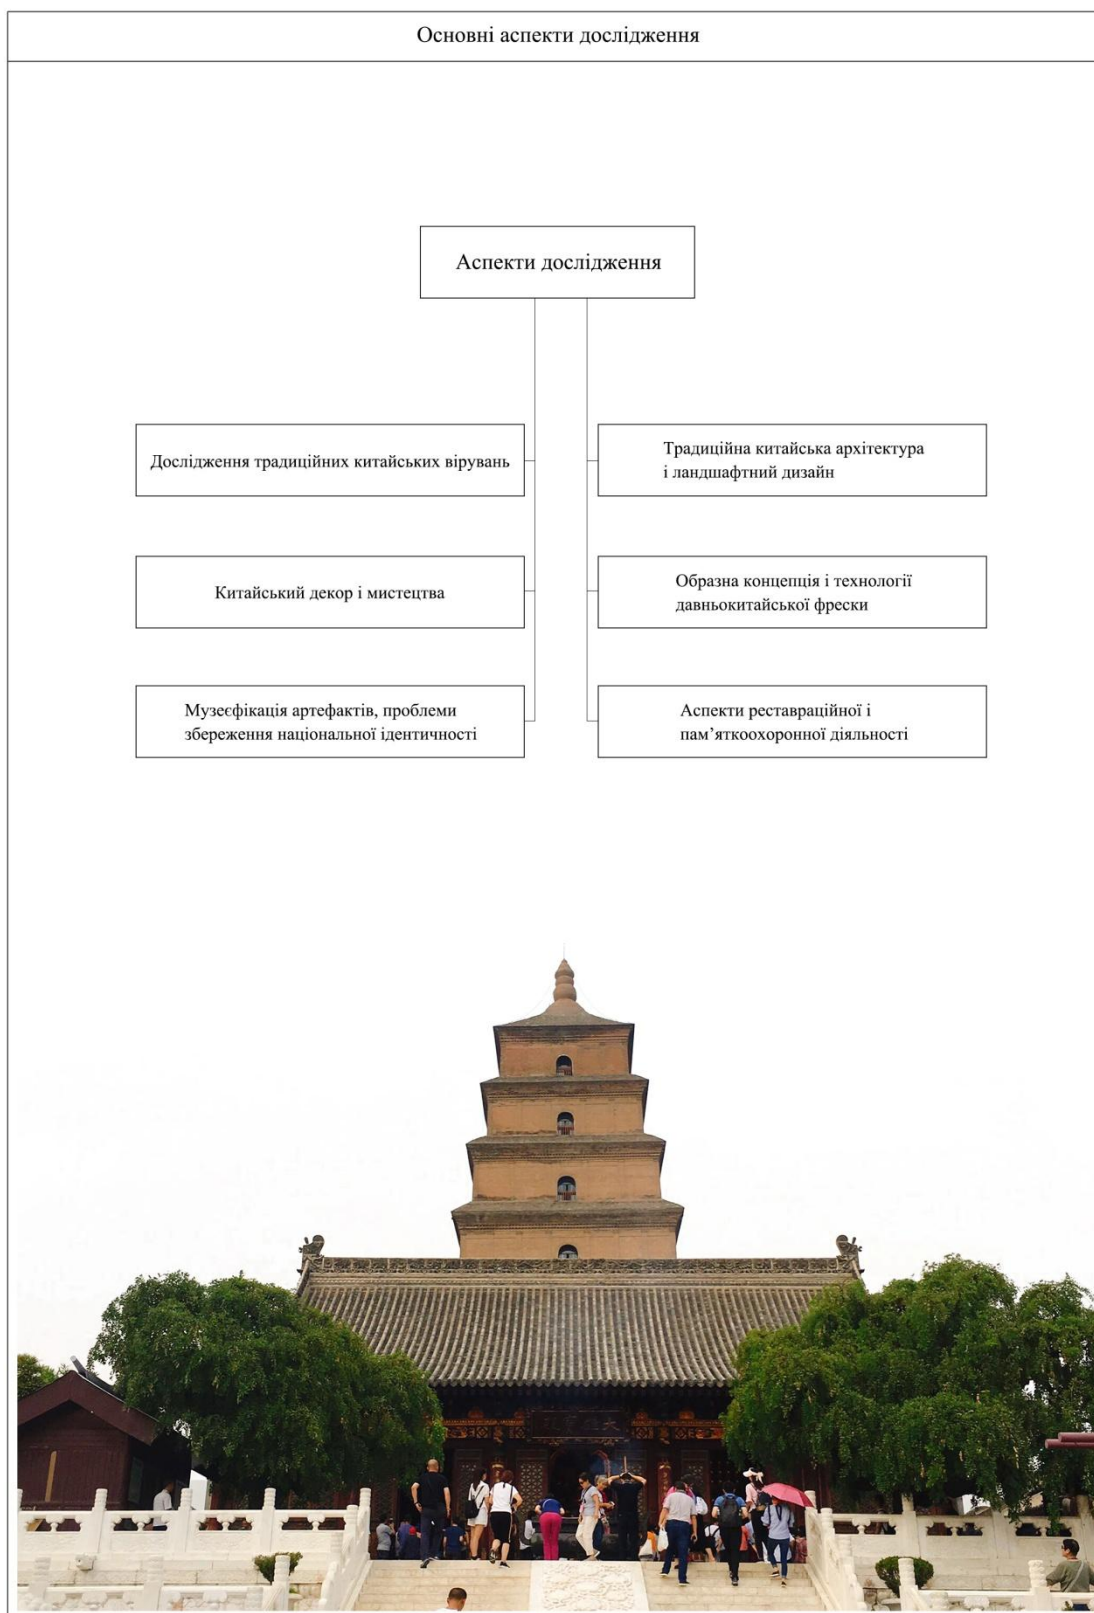 Основні аспекти дослідження
Аспекти дослідження
Дослідження традиційних китайських вірувань
Традиційна китайська архітектура
і ландшафтний дизайн
Китайський декор і мистецтва
Образна концепція і технології
давньокитайської фрески
Музеєфікація артефактів, проблеми
збереження національної ідентичності
Аспекти реставраційної і
пам’яткоохоронної діяльності